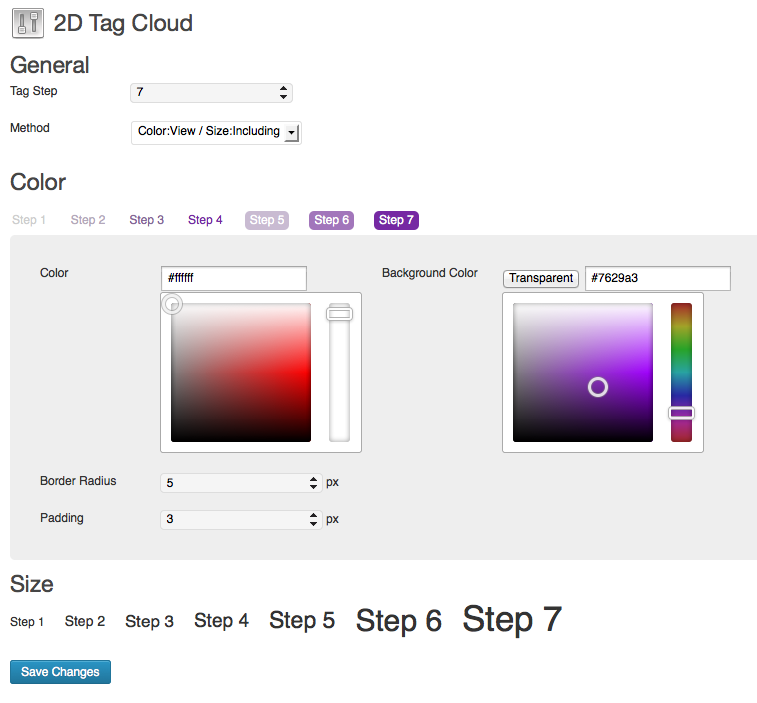 2D Tag Cloud
General
Tag Step 7
Method Color:View / Size:Including
Color
Step 1 Step 2 Step 3 Step 4 Step 5 Step 6 Step 7
Color #ffffff Background Color Transparent #7629a3
Border Radius 5 px
Padding 3 px
Size
Step 1 Step 2 Step 3 Step 4 Step 5 Step 6 Step 7
Save Changes